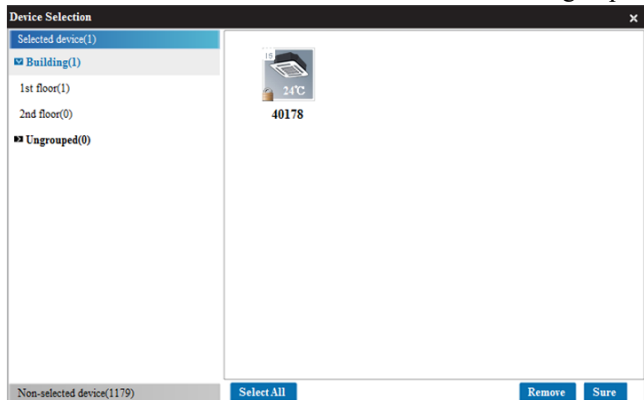 Device Selection
×
Selected device(1)
Building(1)
1st floor(1)
2nd floor(0)
Ungrouped(0)
Non-selected device(1179)
15
24℃
40178
Select All
Remove
Sure